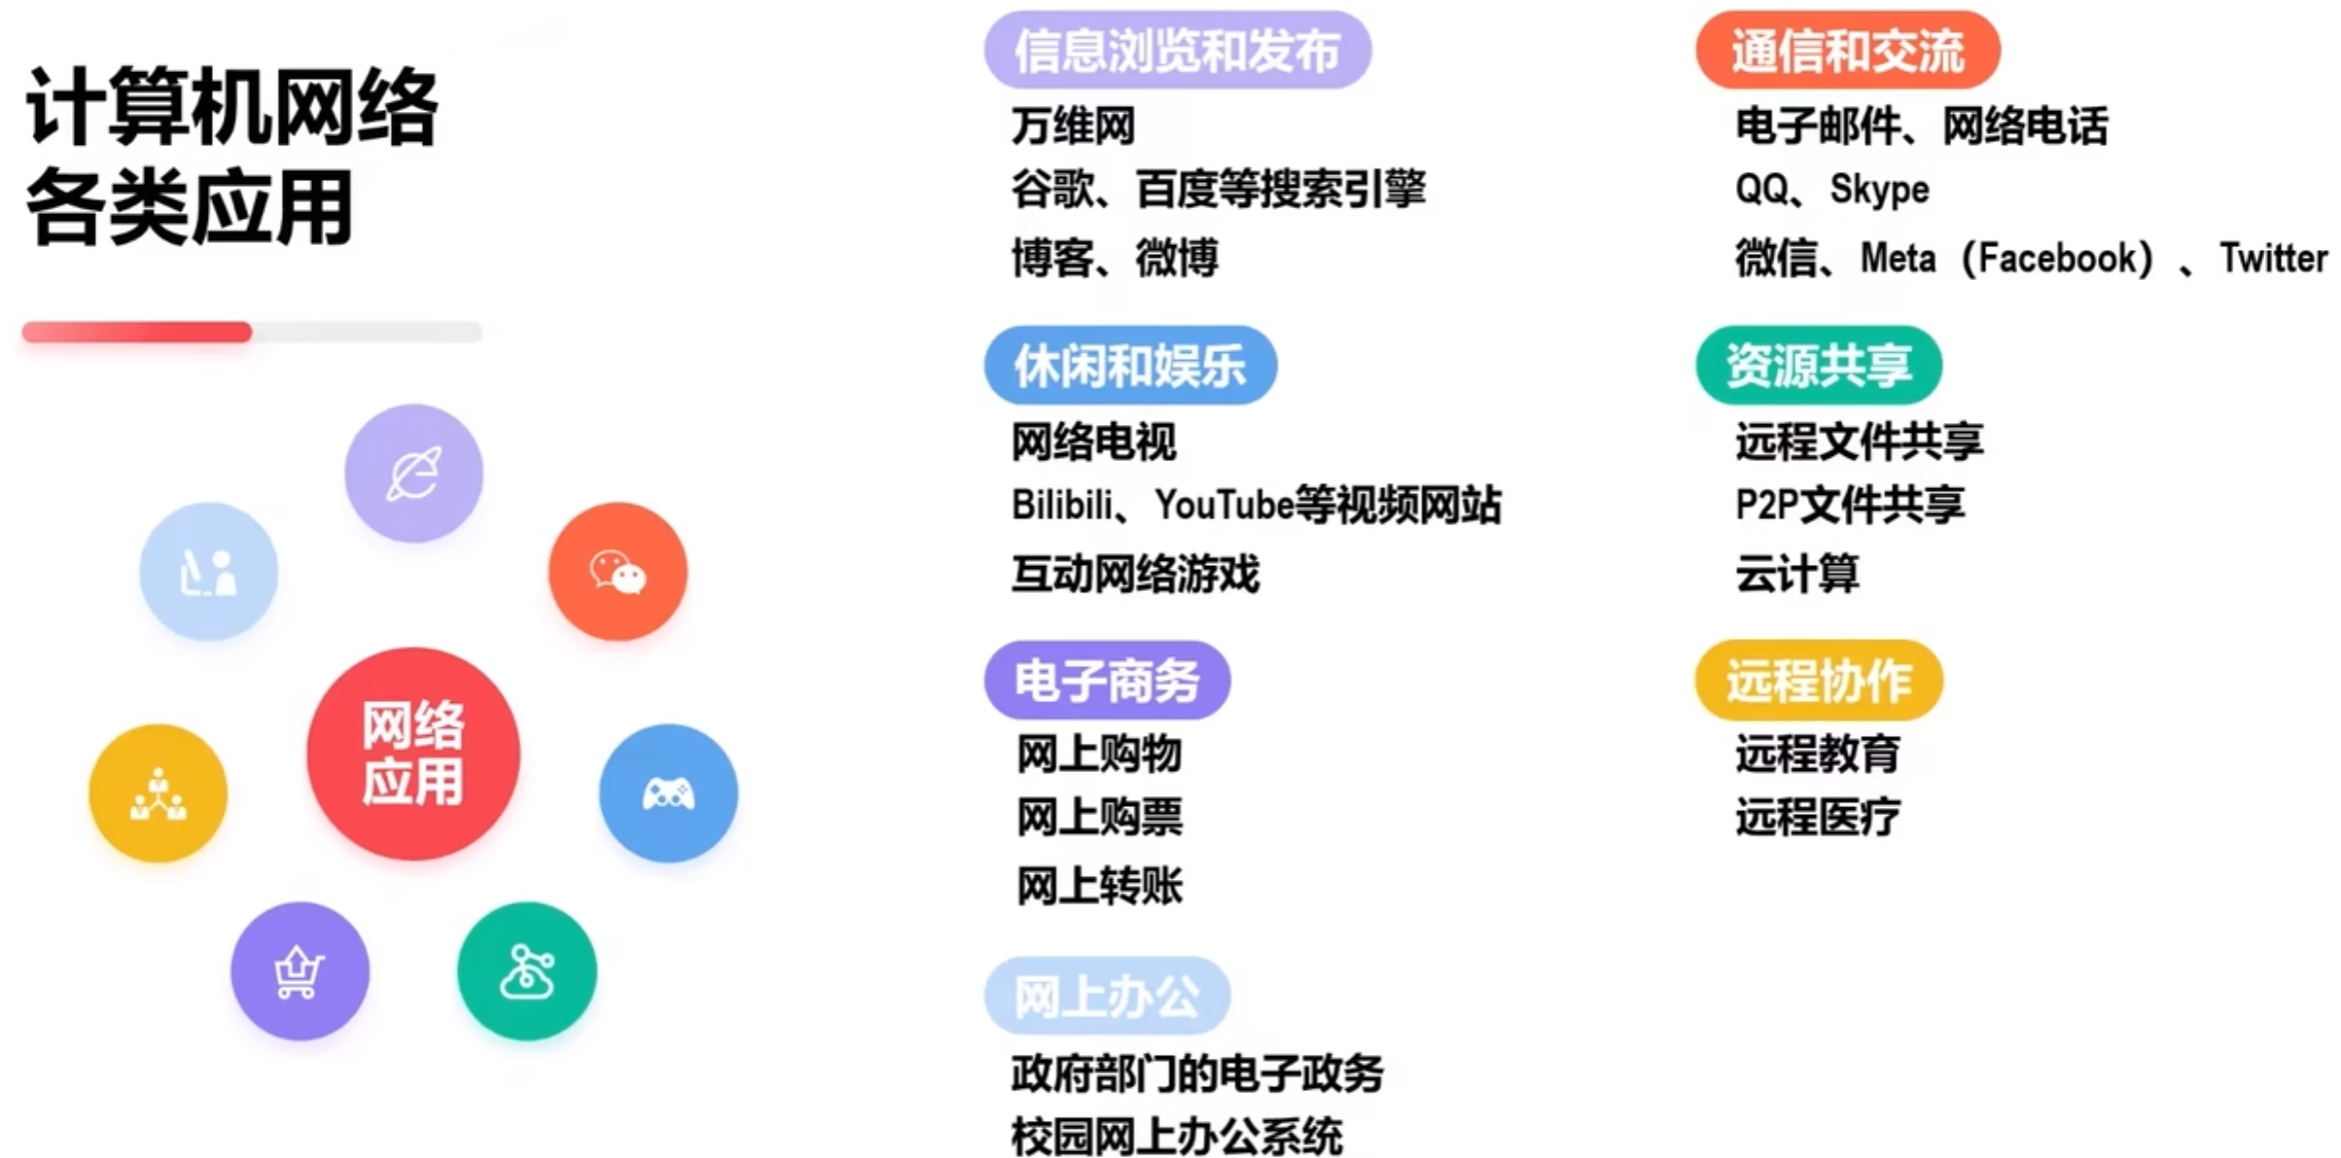 计算机网络
各类应用
网络
应用
信息浏览和发布
万维网
谷歌、百度等搜索引擎
博客、微博
通信和交流
电子邮件、网络电话
QQ、Skype
微信、Meta（Facebook）、Twitter
休闲和娱乐
网络电视
Bilibili、YouTube等视频网站
互动网络游戏
资源共享
远程文件共享
P2P文件共享
云计算
电子商务
网上购物
网上购票
网上转账
远程协作
远程教育
远程医疗
网上办公
政府部门的电子政务
校园网上办公系统